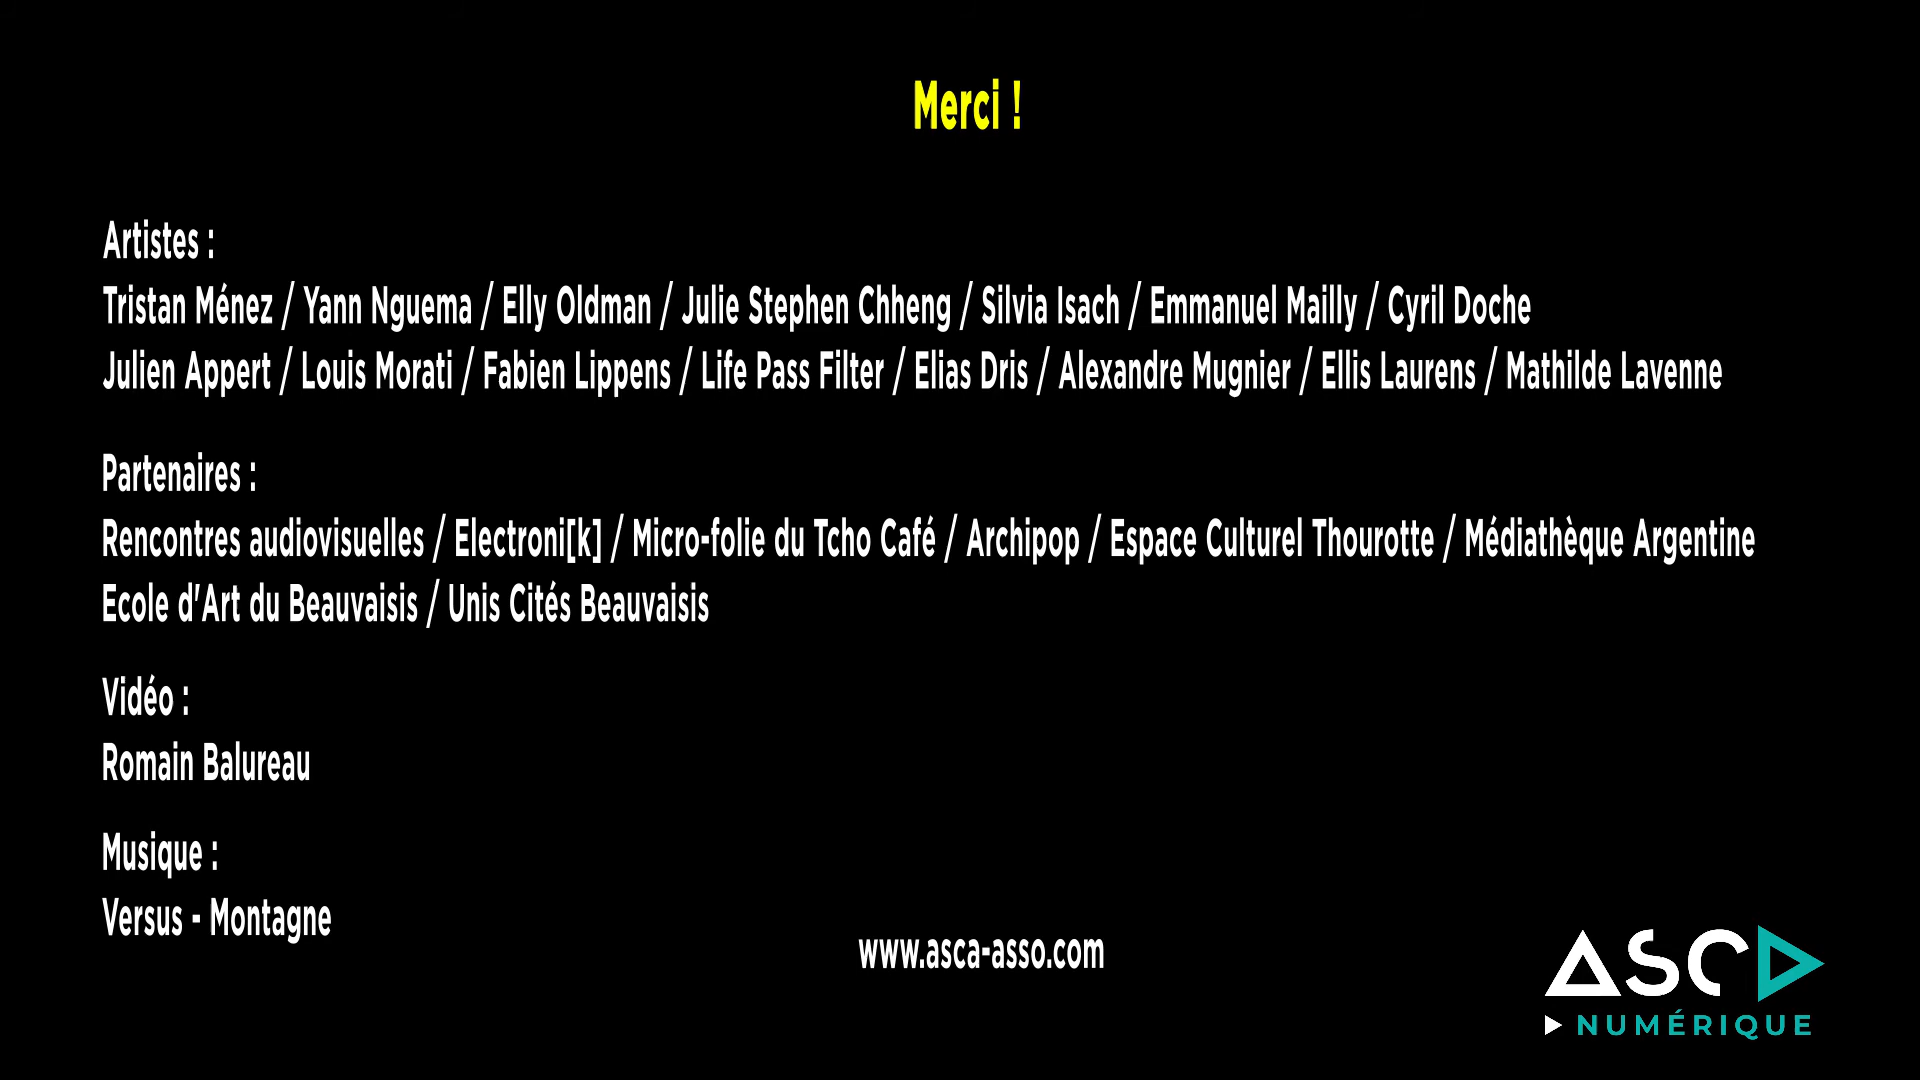 Merci !
Artistes :
Tristan Ménez / Yann Nguema / Elly Oldman / Julie Stephen Chheng / Silvia Isach / Emmanuel Mailly / Cyril Doche
Julien Appert / Louis Morati / Fabien Lippens / Life Pass Filter / Elias Dris / Alexandre Mugnier / Ellis Laurens / Mathilde Lavenne
Partenaires :
Rencontres audiovisuelles / Electroni[k] / Micro-folie du Tcho Café / Archipop / Espace Culturel Thourotte / Médiathèque Argentine
Ecole d'Art du Beauvaisis / Unis Cités Beauvaisis
Vidéo :
Romain Balureau
Musique :
Versus - Montagne
www.asca-asso.com
ASCA
NUMÉRIQUE